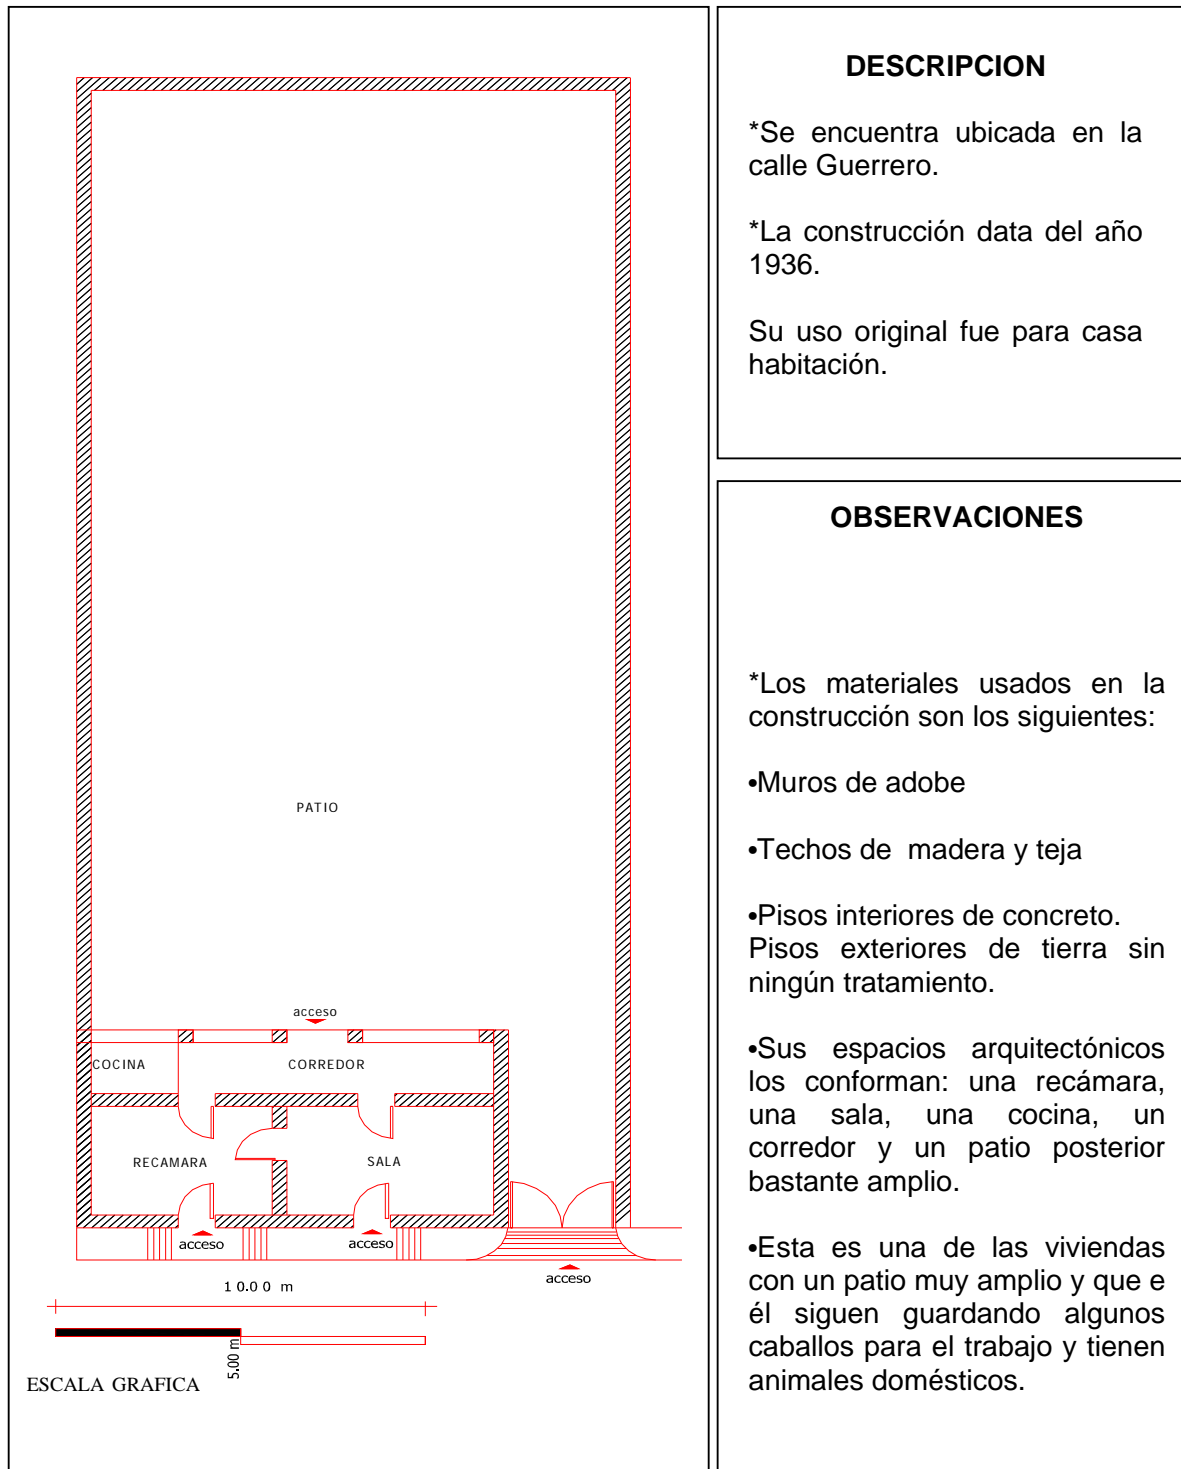 PATIO
acceso
COCINA
CORREDOR
RECAMARA
SALA
acceso
acceso
acceso
10.00 m
5.00 m
ESCALA GRAFICA
DESCRIPCION
*Se encuentra ubicada en la
calle Guerrero.
*La construcción data del año
1936.
Su uso original fue para casa
habitación.
OBSERVACIONES
*Los materiales usados en la
construcción son los siguientes:
•Muros de adobe
•Techos de madera y teja
•Pisos interiores de concreto.
Pisos exteriores de tierra sin
ningún tratamiento.
•Sus espacios arquitectónicos
los conforman: una recámara,
una sala, una cocina, un
corredor y un patio posterior
bastante amplio.
•Esta es una de las viviendas
con un patio muy amplio y que e
él siguen guardando algunos
caballos para el trabajo y tienen
animales domésticos.